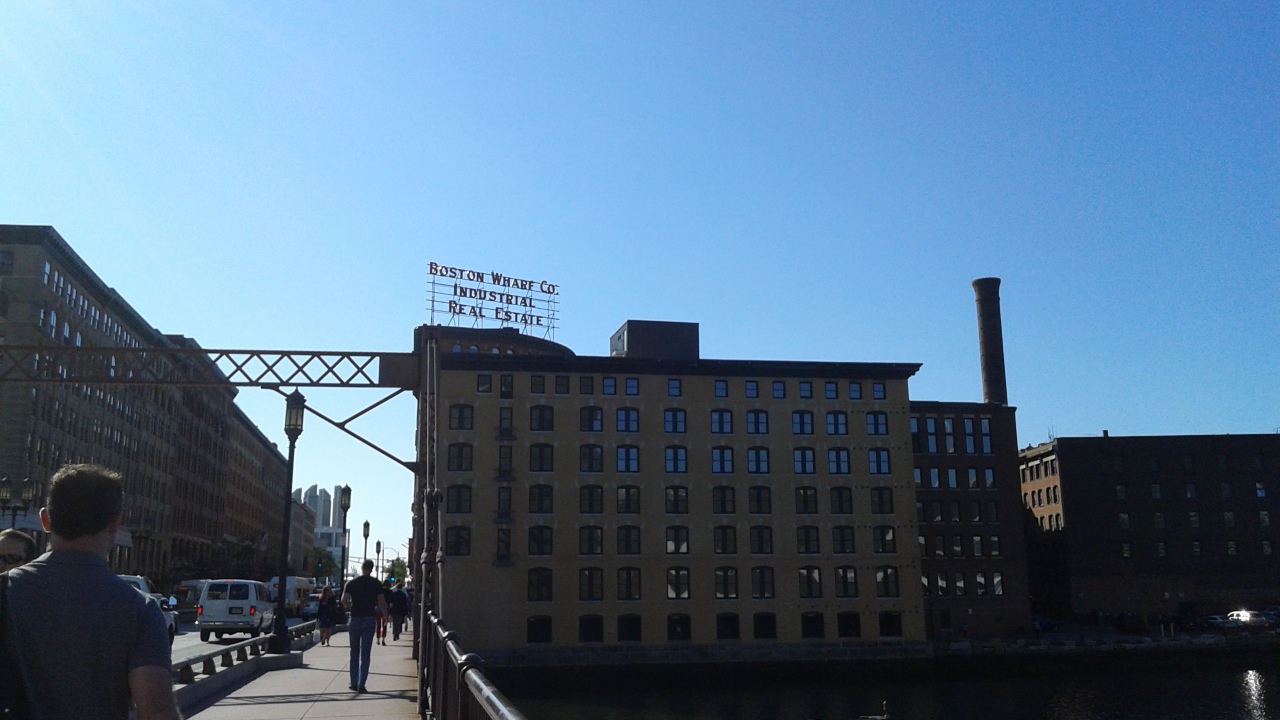 Boston Wharf Co.
Industrial
Real Estate